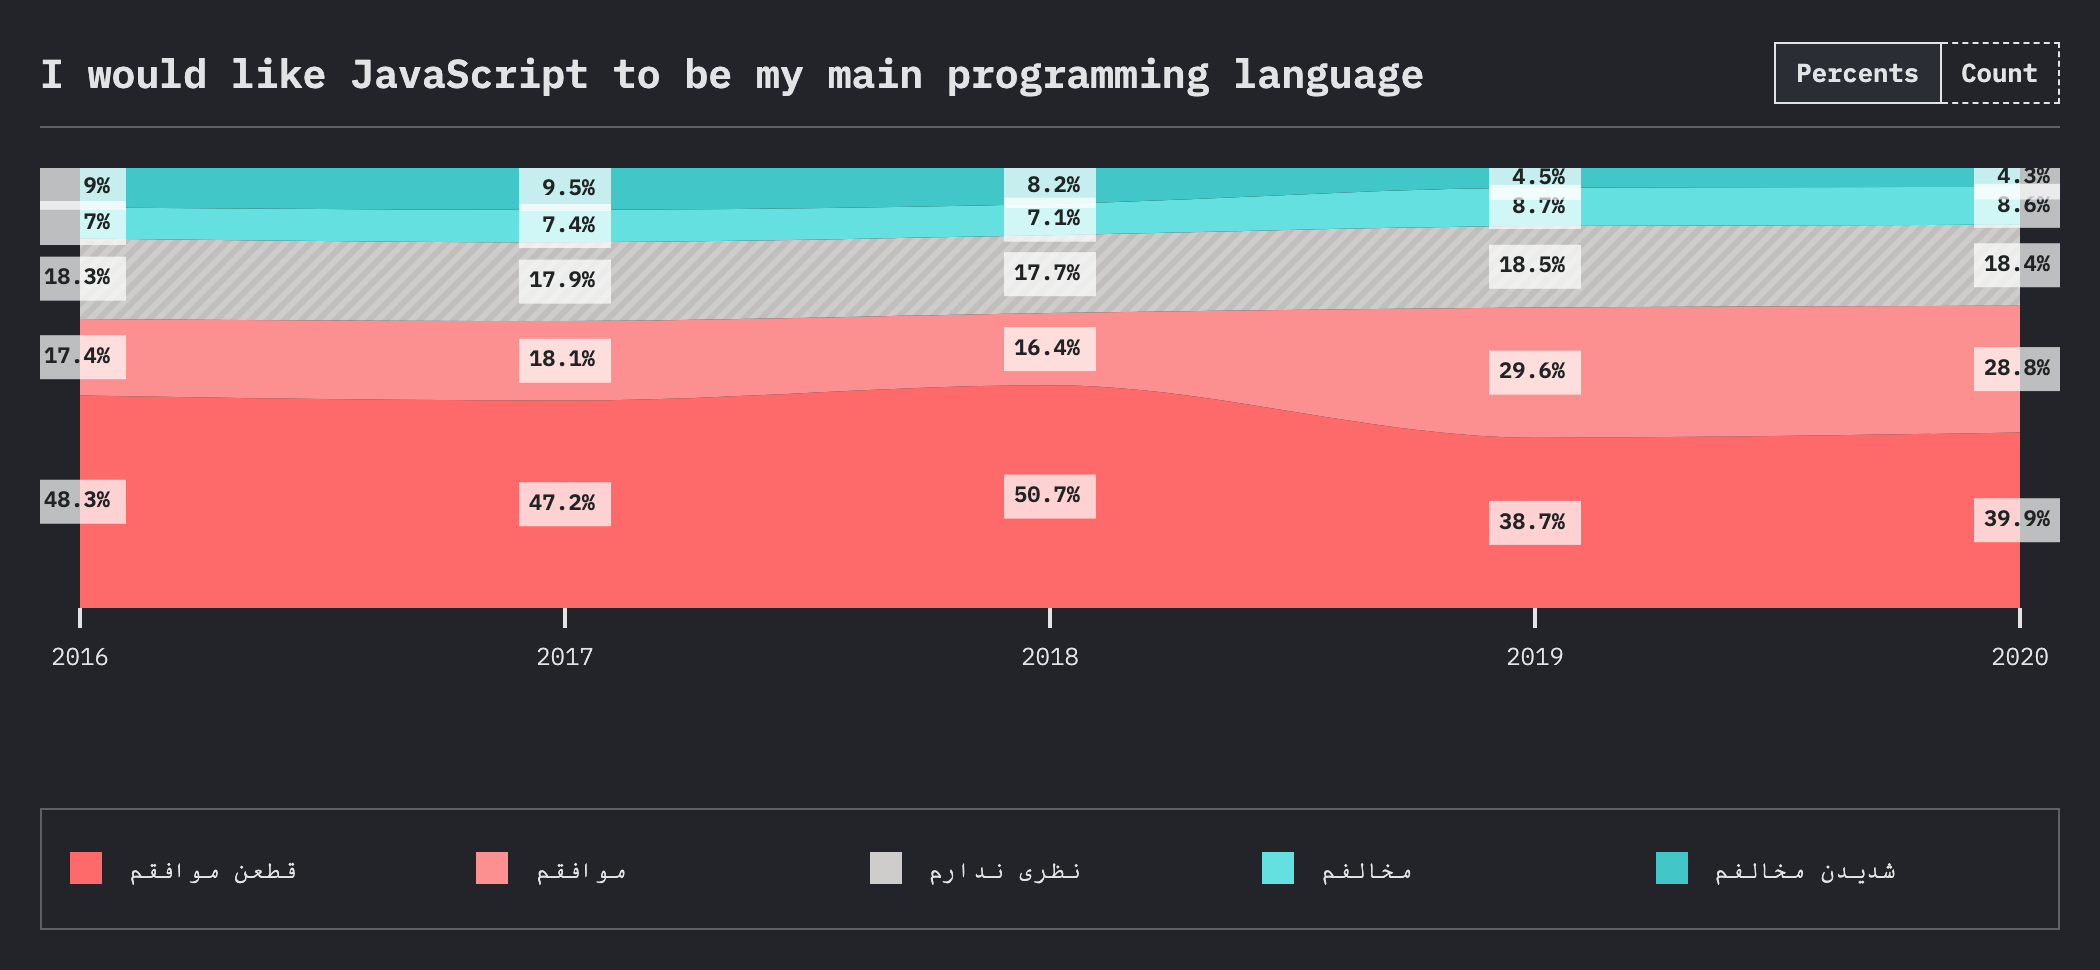 I would like JavaScript to be my main programming language
Percents Count
9% 9.5% 8.2% 4.5% 4.3%
7% 7.4% 7.1% 8.7% 8.6%
18.3% 17.9% 17.7% 18.5% 18.4%
17.4% 18.1% 16.4% 29.6% 28.8%
48.3% 47.2% 50.7% 38.7% 39.9%
2016 2017 2018 2019 2020
قطعن موافقم
موافقم
نظری ندارم
مخالفم
شدیدن مخالفم